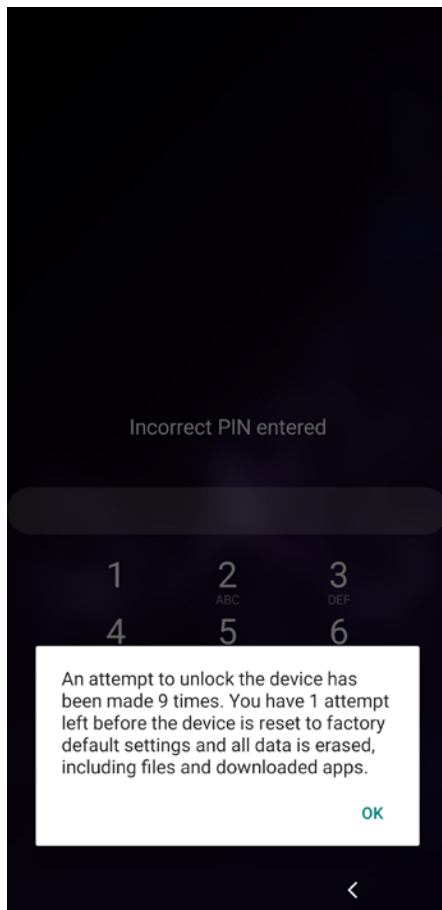 Incorrect PIN entered
1 2 3
ABC DEF
4 5 6
An attempt to unlock the device has
been made 9 times. You have 1 attempt
left before the device is reset to factory
default settings and all data is erased,
including files and downloaded apps.
OK